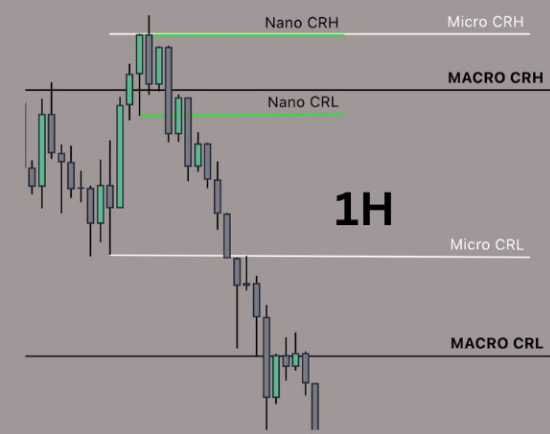 Nano CRH
Micro CRH
MACRO CRH
Nano CRL
1H
Micro CRL
MACRO CRL